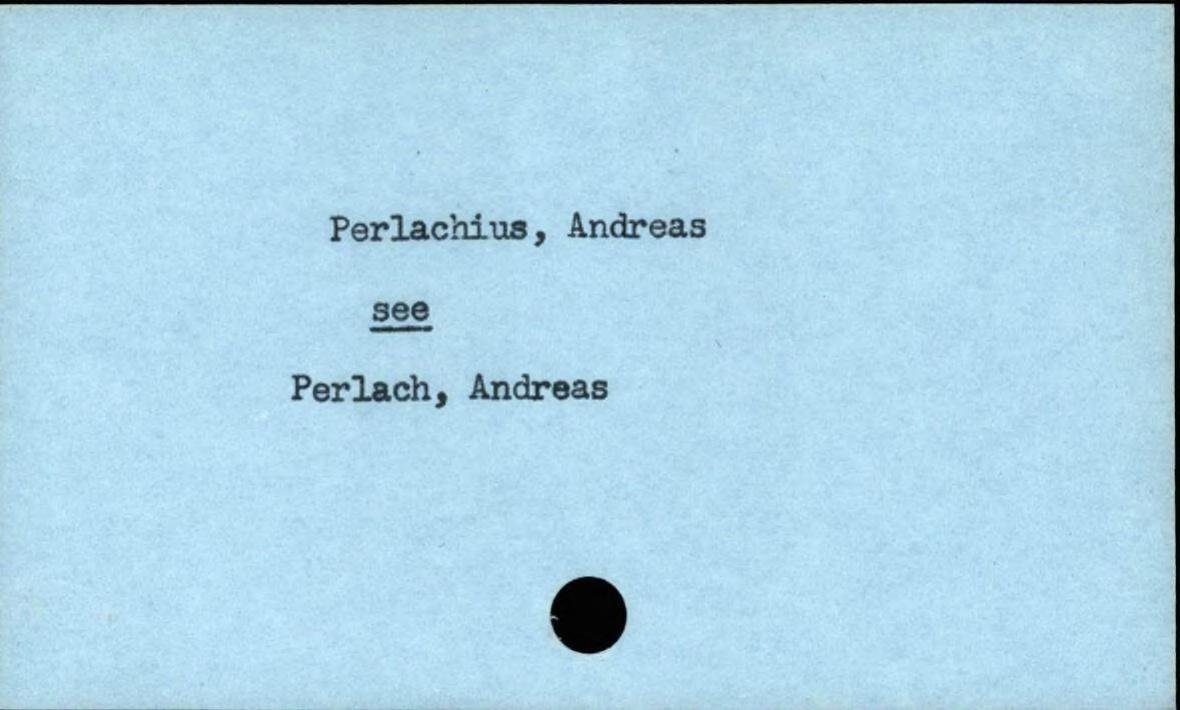 Perlachius, Andreas
see
Perlach, Andreas